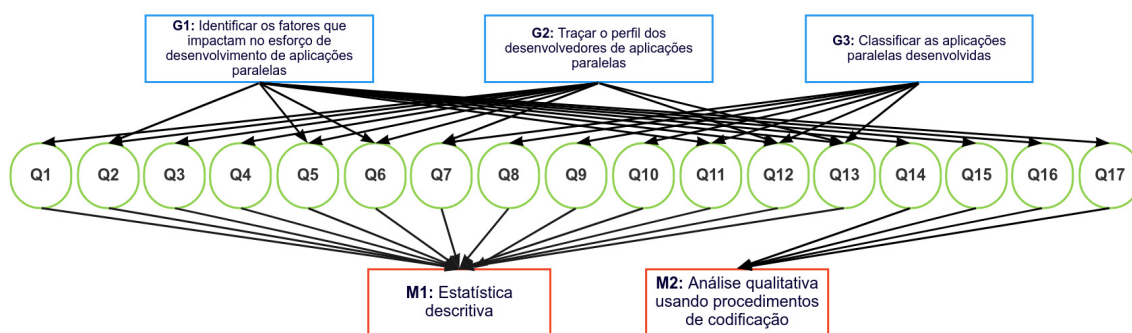 G1: Identificar os fatores que
impactam no esforço de
desenvolvimento de aplicações
paralelas
G2: Traçar o perfil dos
desenvolvedores de aplicações
paralelas
G3: Classificar as aplicações
paralelas desenvolvidas
Q1 Q2 Q3 Q4 Q5 Q6 Q7 Q8 Q9 Q10 Q11 Q12 Q13 Q14 Q15 Q16 Q17
M1: Estatística
descritiva
M2: Análise qualitativa
usando procedimentos
de codificação